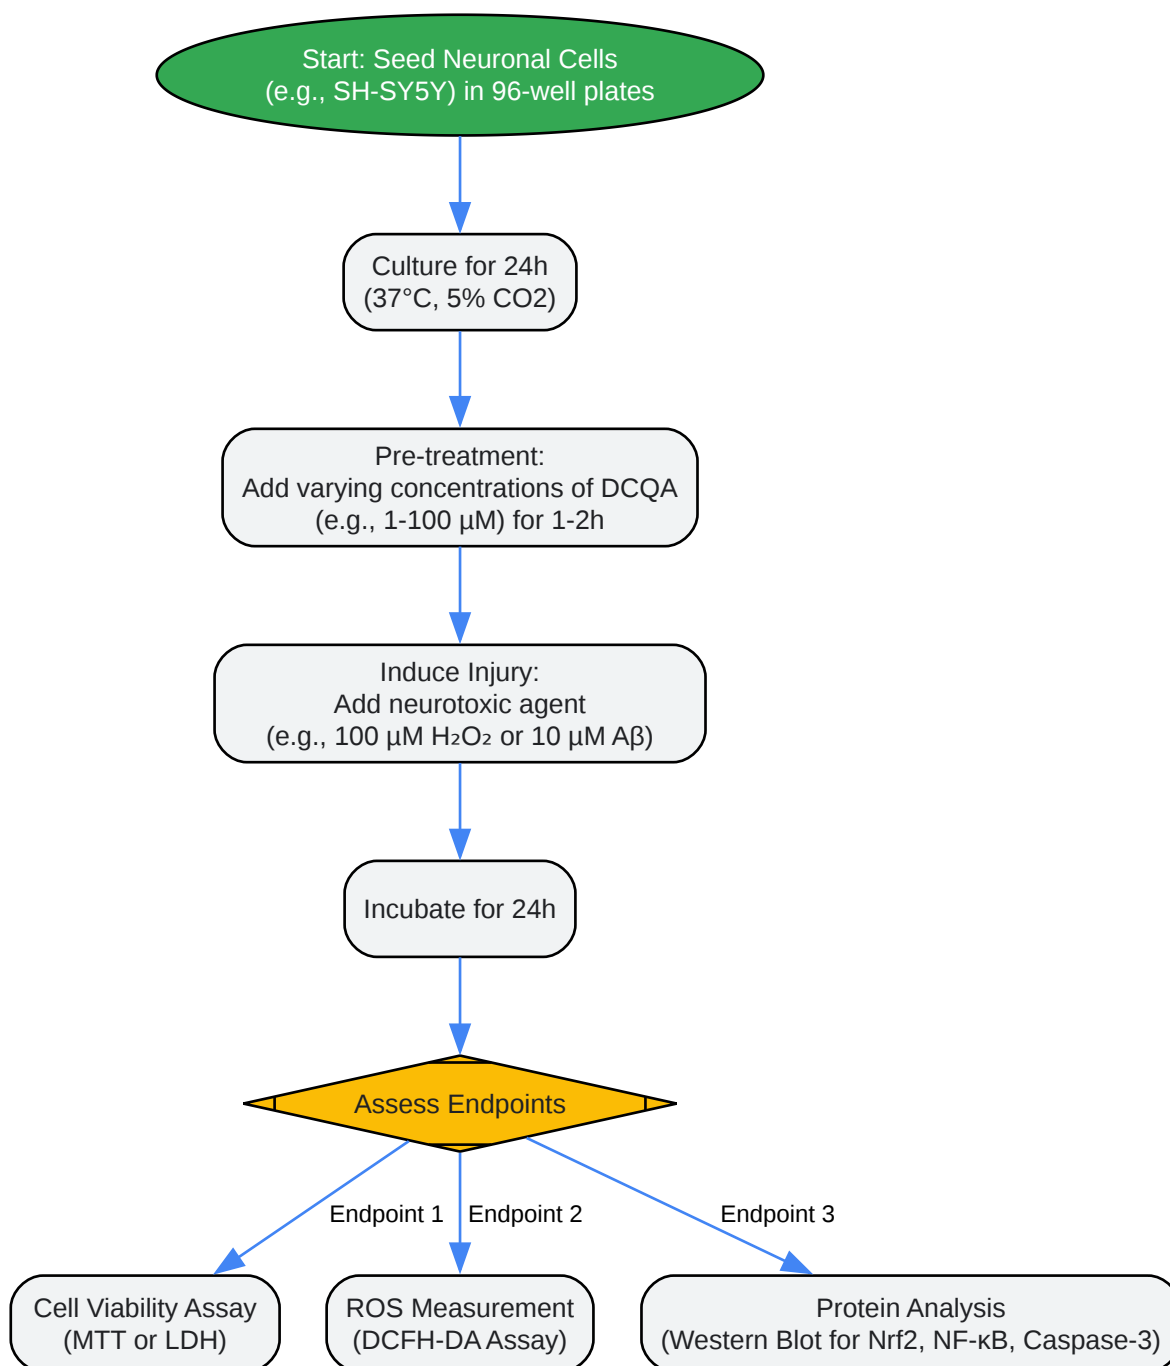 Start: Seed Neuronal Cells
(e.g., SH-SY5Y) in 96-well plates
Culture for 24h
(37°C, 5% CO2)
Pre-treatment:
Add varying concentrations of DCQA
(e.g., 1-100 µM) for 1-2h
Induce Injury:
Add neurotoxic agent
(e.g., 100 µM H₂O₂ or 10 µM Aβ)
Incubate for 24h
Assess Endpoints
Endpoint 1
Endpoint 2
Endpoint 3
Cell Viability Assay
(MTT or LDH)
ROS Measurement
(DCFH-DA Assay)
Protein Analysis
(Western Blot for Nrf2, NF-κB, Caspase-3)